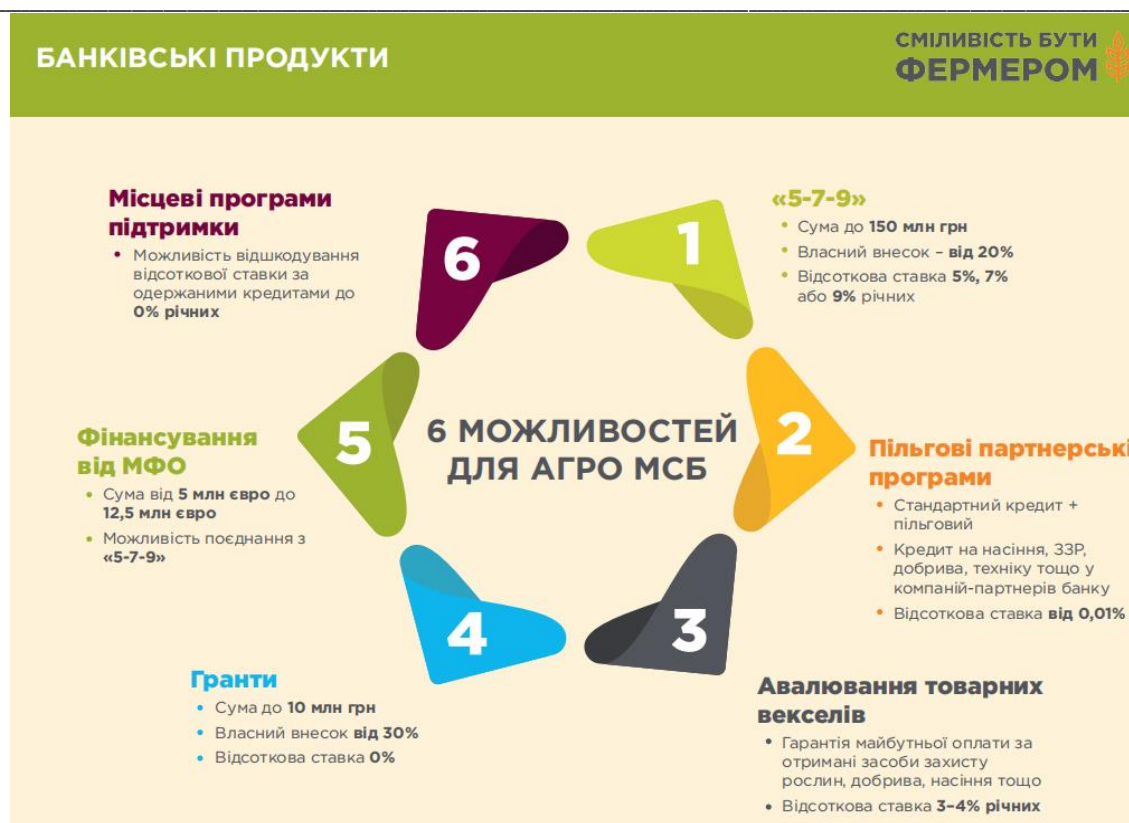 БАНКІВСЬКІ ПРОДУКТИ
СМІЛИВІСТЬ БУТИ
ФЕРМЕРОМ
6 МОЖЛИВОСТЕЙ
ДЛЯ АГРО МСБ
1
«5-7-9»
• Сума до 150 млн грн
• Власний внесок – від 20%
• Відсоткова ставка 5%, 7%
або 9% річних
2
Пільгові партнерські
програми
• Стандартний кредит +
пільговий
• Кредит на насіння, ЗЗР,
добрива, техніку тощо у
компаній-партнерів банку
• Відсоткова ставка від 0,01%
3
Авалювання товарних
векселів
• Гарантія майбутньої оплати за
отримані засоби захисту
рослин, добрива, насіння тощо
• Відсоткова ставка 3–4% річних
4
Гранти
• Сума до 10 млн грн
• Власний внесок від 30%
• Відсоткова ставка 0%
5
Фінансування
від МФО
• Сума від 5 млн євро до
12,5 млн євро
• Можливість поєднання з
«5-7-9»
6
Місцеві програми
підтримки
• Можливість відшкодування
відсоткової ставки за
одержаними кредитами до
0% річних